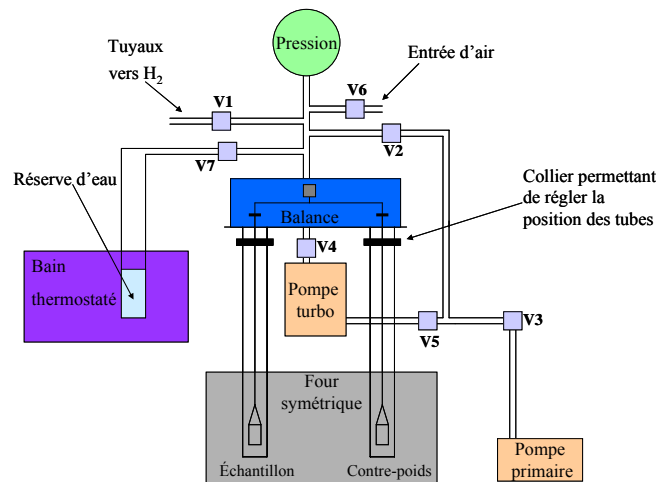 Pression
Tuyaux
vers H₂
Entrée d'air
V6
V1
V2
V7
Réserve d'eau
Collier permettant
de régler la
position des tubes
Balance
V4
Bain
thermostaté
Pompe
turbo
V5
V3
Four
symétrique
Échantillon
Contre-poids
Pompe
primaire